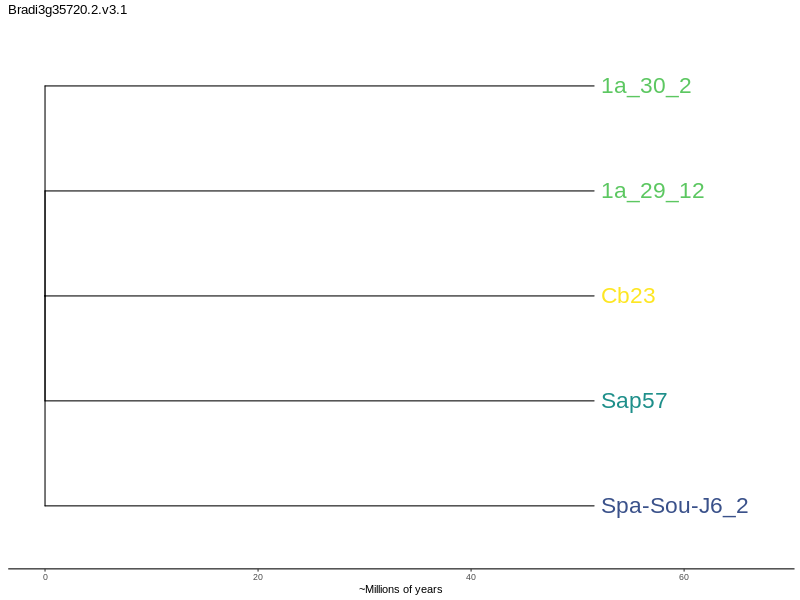 Bradi3g35720.2.v3.1
1a_30_2
1a_29_12
Cb23
Sap57
Spa-Sou-J6_2
0 20 40 60
~Millions of years